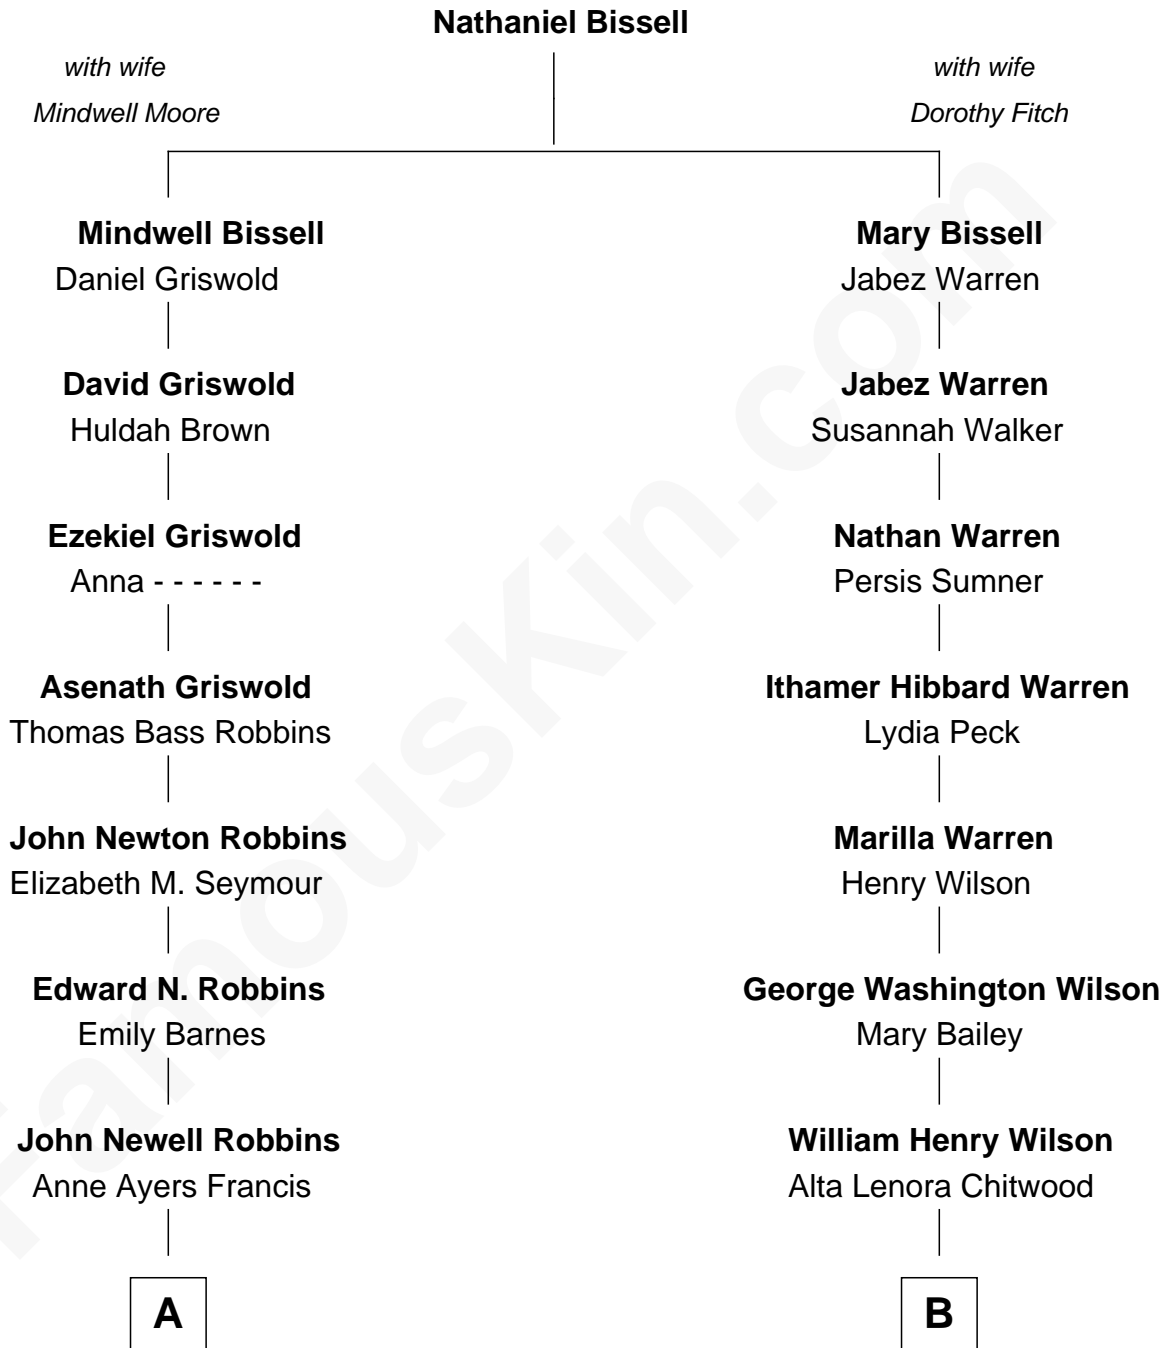 Nathaniel Bissell
with wife
Mindwell Moore
with wife
Dorothy Fitch
Mindwell Bissell
Daniel Griswold
David Griswold
Huldah Brown
Ezekiel Griswold
Anna - - - - - -
Asenath Griswold
Thomas Bass Robbins
John Newton Robbins
Elizabeth M. Seymour
Edward N. Robbins
Emily Barnes
John Newell Robbins
Anne Ayers Francis
A
Mary Bissell
Jabez Warren
Jabez Warren
Susannah Walker
Nathan Warren
Persis Sumner
Ithamer Hibbard Warren
Lydia Peck
Marilla Warren
Henry Wilson
George Washington Wilson
Mary Bailey
William Henry Wilson
Alta Lenora Chitwood
B
FamousKin.com